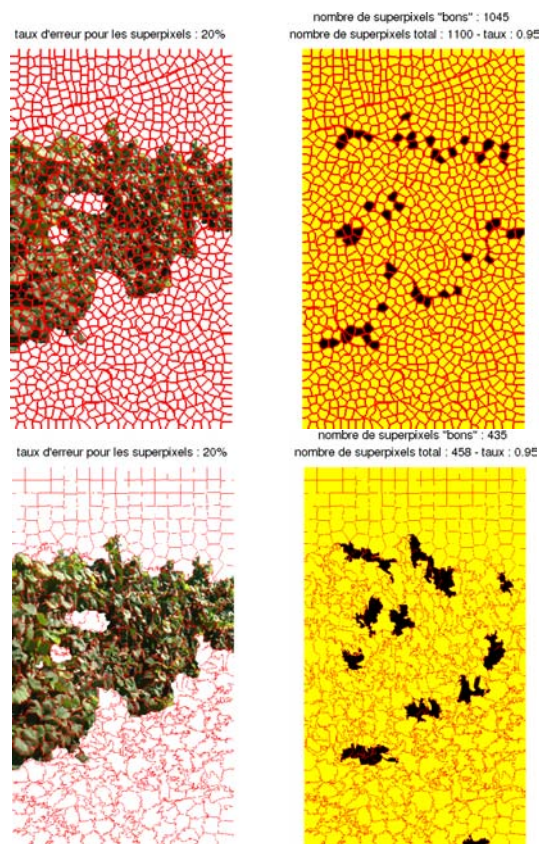 nombre de superpixels "bons" : 1045
taux d'erreur pour les superpixels : 20%
nombre de superpixels total : 1100 - taux : 0.95
nombre de superpixels "bons" : 435
taux d'erreur pour les superpixels : 20%
nombre de superpixels total : 458 - taux : 0.95